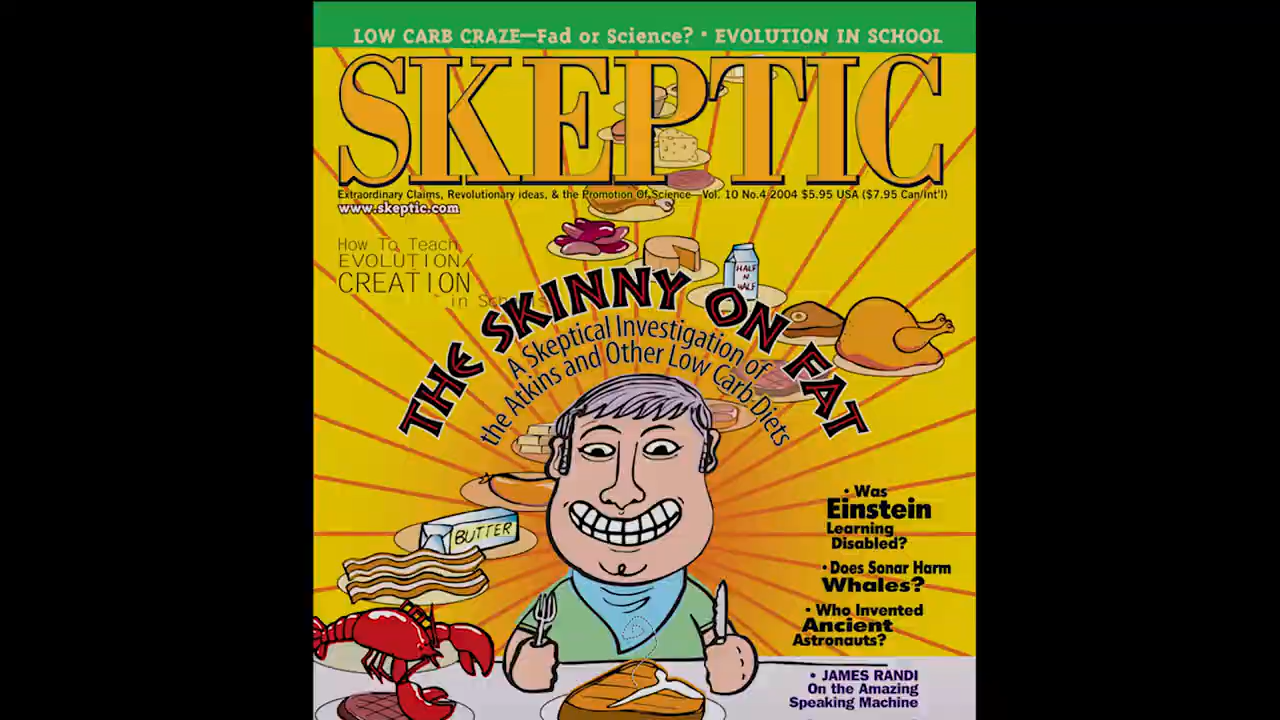 LOW CARB CRAZE—Fad or Science? • EVOLUTION IN SCHOOL
SKEPTIC
Extraordinary Claims, Revolutionary ideas, & the Promotion Of Science—Vol. 10 No.4 2004 $5.95 USA ($7.95 Can/Int'l)
www.skeptic.com
How To Teach
EVOLUTION/
CREATION
in Schools
THE SKINNY ON FAT
A Skeptical Investigation of
the Atkins and Other Low Carb Diets
HALF
N
HALF
BUTTER
• Was
Einstein
Learning
Disabled?
• Does Sonar Harm
Whales?
• Who Invented
Ancient
Astronauts?
• JAMES RANDI
On the Amazing
Speaking Machine